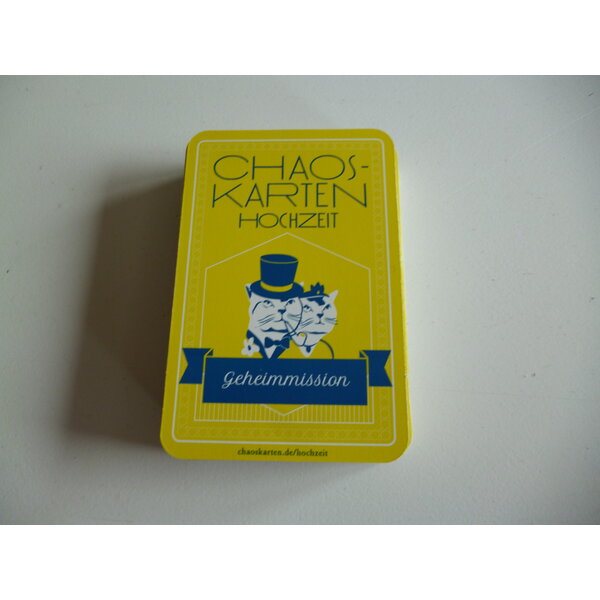 CHAOS-
KARTEN
HOCHZEIT
Geheimmission
chaoskarten.de/hochzeit